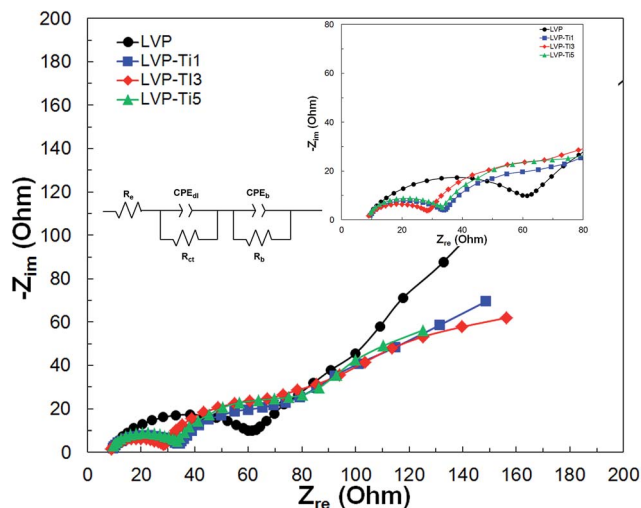 200
180
160
140
120
100
80
60
40
20
0
-Z_im (Ohm)
LVP
LVP-Ti1
LVP-TI3
LVP-Ti5
R_e
CPE_dl
CPE_b
R_ct
R_b
80
60
40
20
0
-Z_im (Ohm)
LVP
LVP-Ti1
LVP-TI3
LVP-Ti5
0 20 40 60 80
Z_re (Ohm)
0 20 40 60 80 100 120 140 160 180 200
Z_re (Ohm)